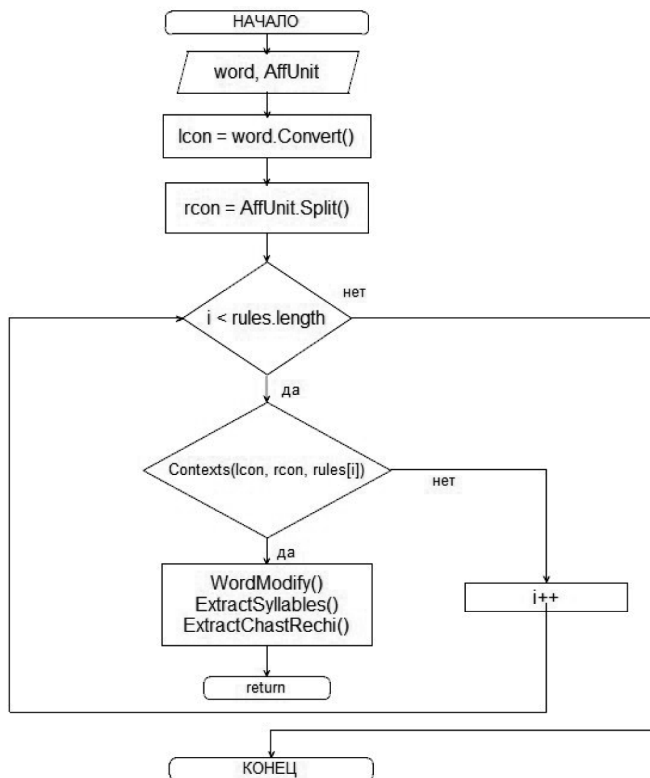 НАЧАЛО
word, AffUnit
lcon = word.Convert()
rcon = AffUnit.Split()
i < rules.length
нет
да
Contexts(lcon, rcon, rules[i])
нет
да
WordModify()
ExtractSyllables()
ExtractChastRechi()
i++
return
КОНЕЦ